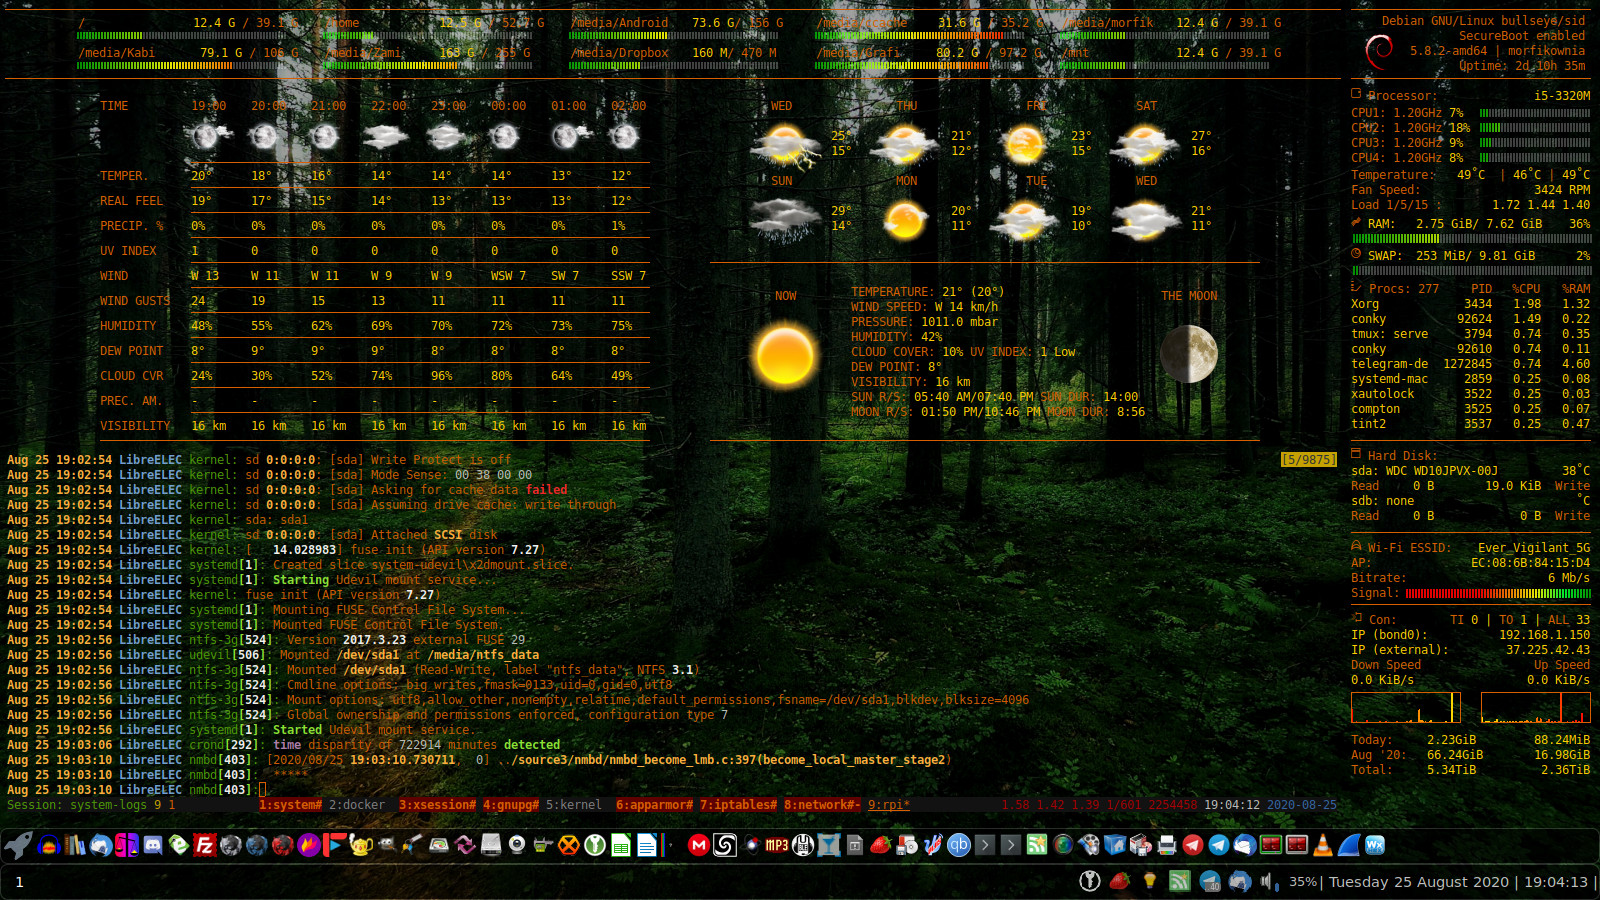 / 12.4 G / 39.1 G /home 12.5 G / 52.7 G /media/Android 73.6 G/ 156 G /media/ccache 31.6 G / 35.2 G /media/morfik 12.4 G / 39.1 G
/media/Kabi 79.1 G / 106 G /media/Zami 165 G / 255 G /media/Dropbox 160 M/ 470 M /media/Grafi 80.2 G / 97.2 G /mnt 12.4 G / 39.1 G
TIME 19:00 20:00 21:00 22:00 23:00 00:00 01:00 02:00
TEMPER. 20° 18° 16° 14° 14° 14° 13° 12°
REAL FEEL 19° 17° 15° 14° 13° 13° 13° 12°
PRECIP. % 0% 0% 0% 0% 0% 0% 0% 1%
UV INDEX 1 0 0 0 0 0 0 0
WIND W 13 W 11 W 11 W 9 W 9 WSW 7 SW 7 SSW 7
WIND GUSTS 24 19 15 13 11 11 11 11
HUMIDITY 48% 55% 62% 69% 70% 72% 73% 75%
DEW POINT 8° 9° 9° 9° 8° 8° 8° 8°
CLOUD CVR 24% 30% 52% 74% 96% 80% 64% 49%
PREC. AM. - - - - - - - -
VISIBILITY 16 km 16 km 16 km 16 km 16 km 16 km 16 km 16 km
WED THU FRI SAT
25° 21° 23° 27°
15° 12° 15° 16°
SUN MON TUE WED
29° 20° 19° 21°
14° 11° 10° 11°
NOW
THE MOON
TEMPERATURE: 21° (20°)
WIND SPEED: W 14 km/h
PRESSURE: 1011.0 mbar
HUMIDITY: 42%
CLOUD COVER: 10% UV INDEX: 1 Low
DEW POINT: 8°
VISIBILITY: 16 km
SUN R/S: 05:40 AM/07:40 PM SUN DUR: 14:00
MOON R/S: 01:50 PM/10:46 PM MOON DUR: 8:56
Debian GNU/Linux bullseye/sid
SecureBoot enabled
5.8.2-amd64 | morfikownia
Uptime: 2d 10h 35m
Processor: i5-3320M
CPU1: 1.20GHz 7%
CPU2: 1.20GHz 18%
CPU3: 1.20GHz 9%
CPU4: 1.20GHz 8%
Temperature: 49°C | 46°C | 49°C
Fan Speed: 3424 RPM
Load 1/5/15 : 1.72 1.44 1.40
RAM: 2.75 GiB/ 7.62 GiB 36%
SWAP: 253 MiB/ 9.81 GiB 2%
Procs: 277 PID %CPU %RAM
Xorg 3434 1.98 1.32
conky 92624 1.49 0.22
tmux: serve 3794 0.74 0.35
conky 92610 0.74 0.11
telegram-de 1272845 0.74 4.60
systemd-mac 2859 0.25 0.08
xautolock 3522 0.25 0.03
compton 3525 0.25 0.07
tint2 3537 0.25 0.47
Hard Disk:
sda: WDC WD10JPVX-00J 38°C
Read 0 B 19.0 KiB Write
sdb: none °C
Read 0 B 0 B Write
Wi-Fi ESSID: Ever_Vigilant_5G
AP: EC:08:6B:84:15:D4
Bitrate: 6 Mb/s
Signal:
Con: TI 0 | TO 1 | ALL 33
IP (bond0): 192.168.1.150
IP (external): 37.225.42.43
Down Speed Up Speed
0.0 KiB/s 0.0 KiB/s
Today: 2.23GiB 88.24MiB
Aug '20: 66.24GiB 16.98GiB
Total: 5.34TiB 2.36TiB
[5/9875]
Aug 25 19:02:54 LibreELEC kernel: sd 0:0:0:0: [sda] Write Protect is off
Aug 25 19:02:54 LibreELEC kernel: sd 0:0:0:0: [sda] Mode Sense: 00 38 00 00
Aug 25 19:02:54 LibreELEC kernel: sd 0:0:0:0: [sda] Asking for cache data failed
Aug 25 19:02:54 LibreELEC kernel: sd 0:0:0:0: [sda] Assuming drive cache: write through
Aug 25 19:02:54 LibreELEC kernel: sda: sda1
Aug 25 19:02:54 LibreELEC kernel: sd 0:0:0:0: [sda] Attached SCSI disk
Aug 25 19:02:54 LibreELEC kernel: [ 14.028983] fuse init (API version 7.27)
Aug 25 19:02:54 LibreELEC systemd[1]: Created slice system-udevil\x2dmount.slice.
Aug 25 19:02:54 LibreELEC systemd[1]: Starting Udevil mount service...
Aug 25 19:02:54 LibreELEC kernel: fuse init (API version 7.27)
Aug 25 19:02:54 LibreELEC systemd[1]: Mounting FUSE Control File System...
Aug 25 19:02:54 LibreELEC systemd[1]: Mounted FUSE Control File System.
Aug 25 19:02:56 LibreELEC ntfs-3g[524]: Version 2017.3.23 external FUSE 29
Aug 25 19:02:56 LibreELEC udevil[506]: Mounted /dev/sda1 at /media/ntfs_data
Aug 25 19:02:56 LibreELEC ntfs-3g[524]: Mounted /dev/sda1 (Read-Write, label "ntfs_data", NTFS 3.1)
Aug 25 19:02:56 LibreELEC ntfs-3g[524]: Cmdline options: big_writes,fmask=0133,uid=0,gid=0,utf8
Aug 25 19:02:56 LibreELEC ntfs-3g[524]: Mount options: utf8,allow_other,nonempty,relatime,default_permissions,fsname=/dev/sda1,blkdev,blksize=4096
Aug 25 19:02:56 LibreELEC ntfs-3g[524]: Global ownership and permissions enforced, configuration type 7
Aug 25 19:02:56 LibreELEC systemd[1]: Started Udevil mount service.
Aug 25 19:03:06 LibreELEC crond[292]: time disparity of 722914 minutes detected
Aug 25 19:03:10 LibreELEC nmbd[403]: [2020/08/25 19:03:10.730711, 0] ../source3/nmbd/nmbd_become_lmb.c:397(become_local_master_stage2)
Aug 25 19:03:10 LibreELEC nmbd[403]: *****
Aug 25 19:03:10 LibreELEC nmbd[403]:
Session: system-logs 9 1 1:system# 2:docker 3:xsession# 4:gnupg# 5:kernel 6:apparmor# 7:iptables# 8:network#- 9:rpi* 1.58 1.42 1.39 1/601 2254458 19:04:12 2020-08-25
MP3
qb
Wx
1 40 35% | Tuesday 25 August 2020 | 19:04:13 |